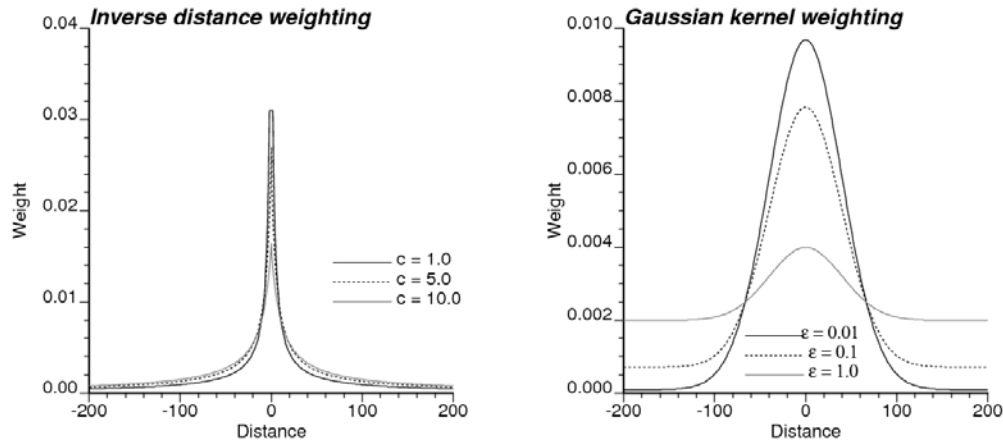 Inverse distance weighting
0.04
0.03
0.02
0.01
0.00
Weight
c = 1.0
c = 5.0
c = 10.0
-200 -100 0 100 200
Distance
Gaussian kernel weighting
0.010
0.008
0.006
0.004
0.002
0.000
Weight
ε = 0.01
ε = 0.1
ε = 1.0
-200 -100 0 100 200
Distance